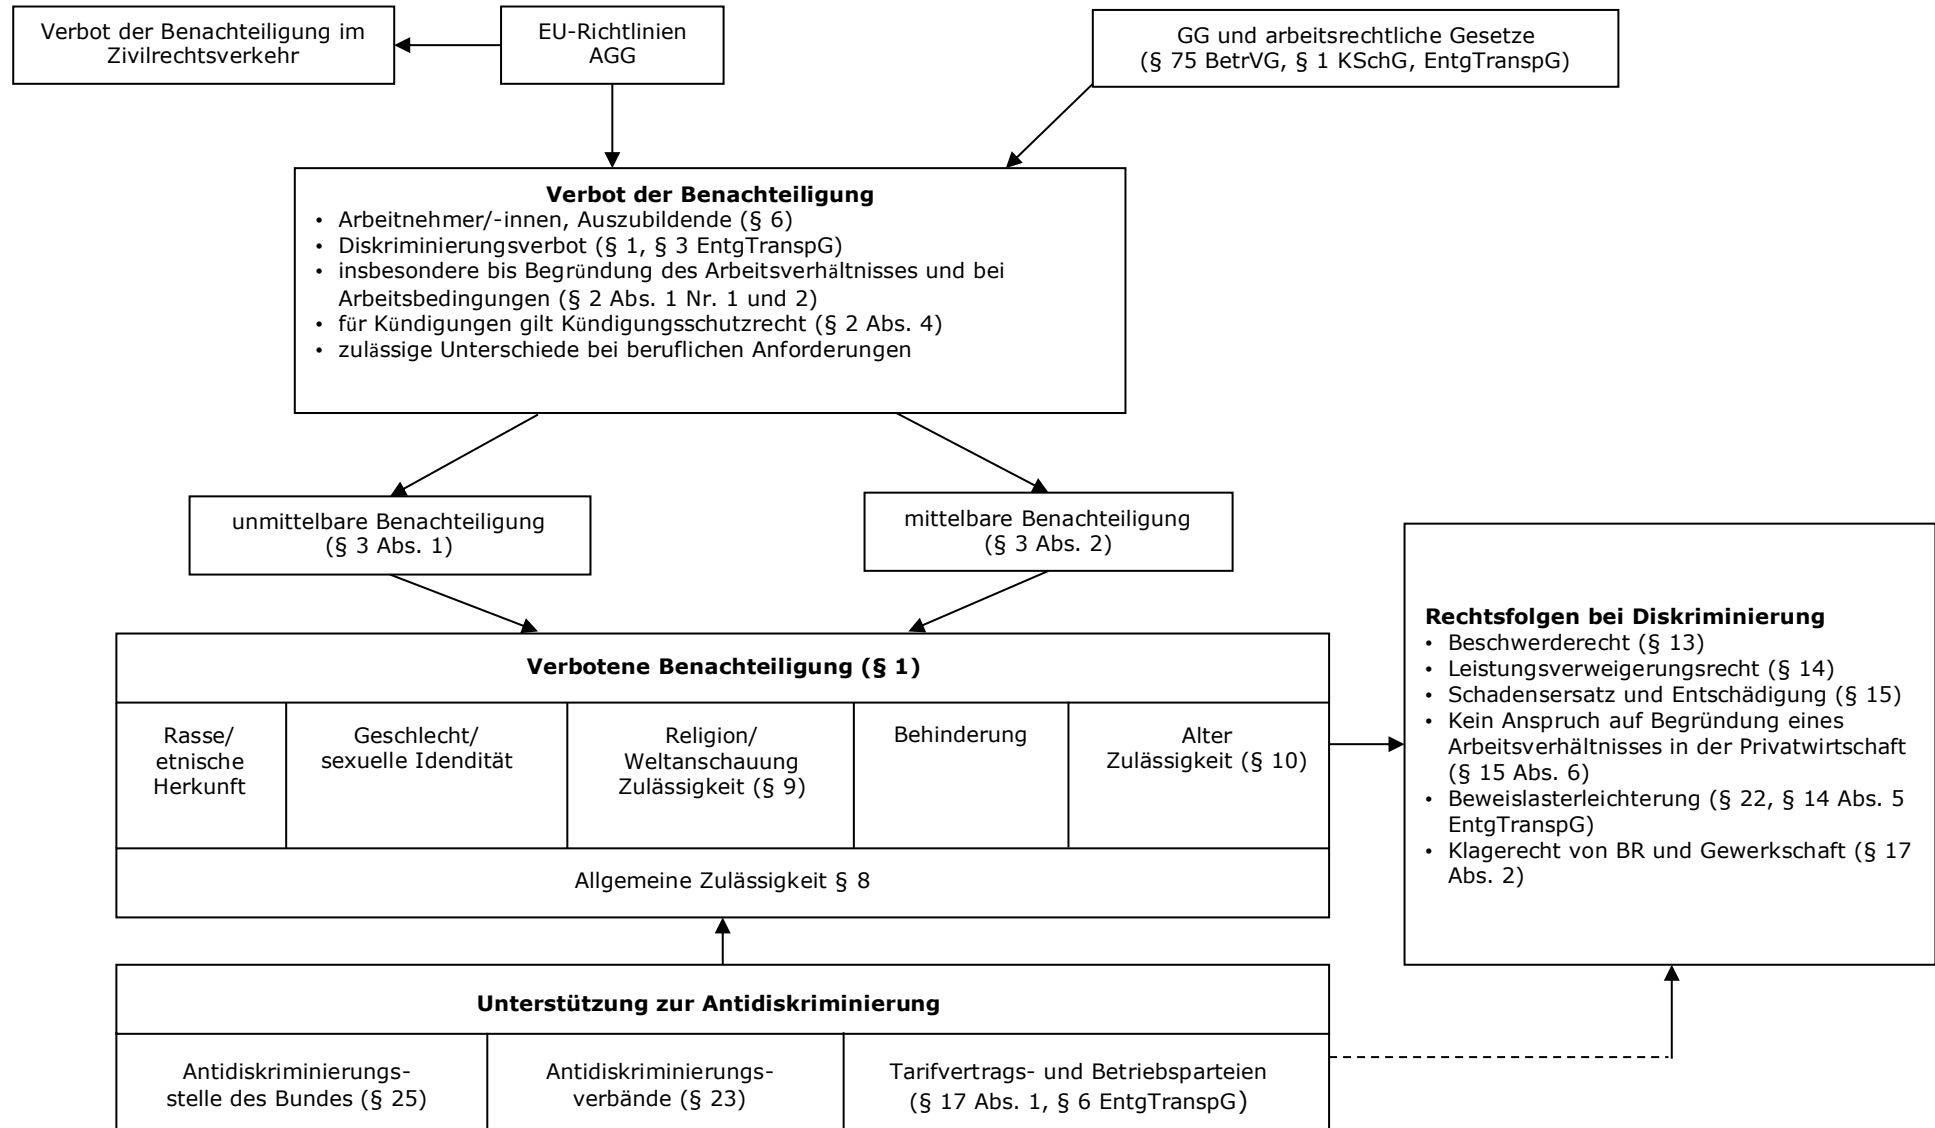 Verbot der Benachteiligung im
Zivilrechtsverkehr
EU-Richtlinien
AGG
GG und arbeitsrechtliche Gesetze
(§ 75 BetrVG, § 1 KSchG, EntgTranspG)
Verbot der Benachteiligung
• Arbeitnehmer/-innen, Auszubildende (§ 6)
• Diskriminierungsverbot (§ 1, § 3 EntgTranspG)
• insbesondere bis Begründung des Arbeitsverhältnisses und bei
Arbeitsbedingungen (§ 2 Abs. 1 Nr. 1 und 2)
• für Kündigungen gilt Kündigungsschutzrecht (§ 2 Abs. 4)
• zulässige Unterschiede bei beruflichen Anforderungen
unmittelbare Benachteiligung
(§ 3 Abs. 1)
mittelbare Benachteiligung
(§ 3 Abs. 2)
Verbotene Benachteiligung (§ 1)
Rasse/
etnische
Herkunft
Geschlecht/
sexuelle Idendität
Religion/
Weltanschauung
Zulässigkeit (§ 9)
Behinderung
Alter
Zulässigkeit (§ 10)
Allgemeine Zulässigkeit § 8
Rechtsfolgen bei Diskriminierung
• Beschwerderecht (§ 13)
• Leistungsverweigerungsrecht (§ 14)
• Schadensersatz und Entschädigung (§ 15)
• Kein Anspruch auf Begründung eines
Arbeitsverhältnisses in der Privatwirtschaft
(§ 15 Abs. 6)
• Beweislasterleichterung (§ 22, § 14 Abs. 5
EntgTranspG)
• Klagerecht von BR und Gewerkschaft (§ 17
Abs. 2)
Unterstützung zur Antidiskriminierung
Antidiskriminierungs-
stelle des Bundes (§ 25)
Antidiskriminierungs-
verbände (§ 23)
Tarifvertrags- und Betriebsparteien
(§ 17 Abs. 1, § 6 EntgTranspG)